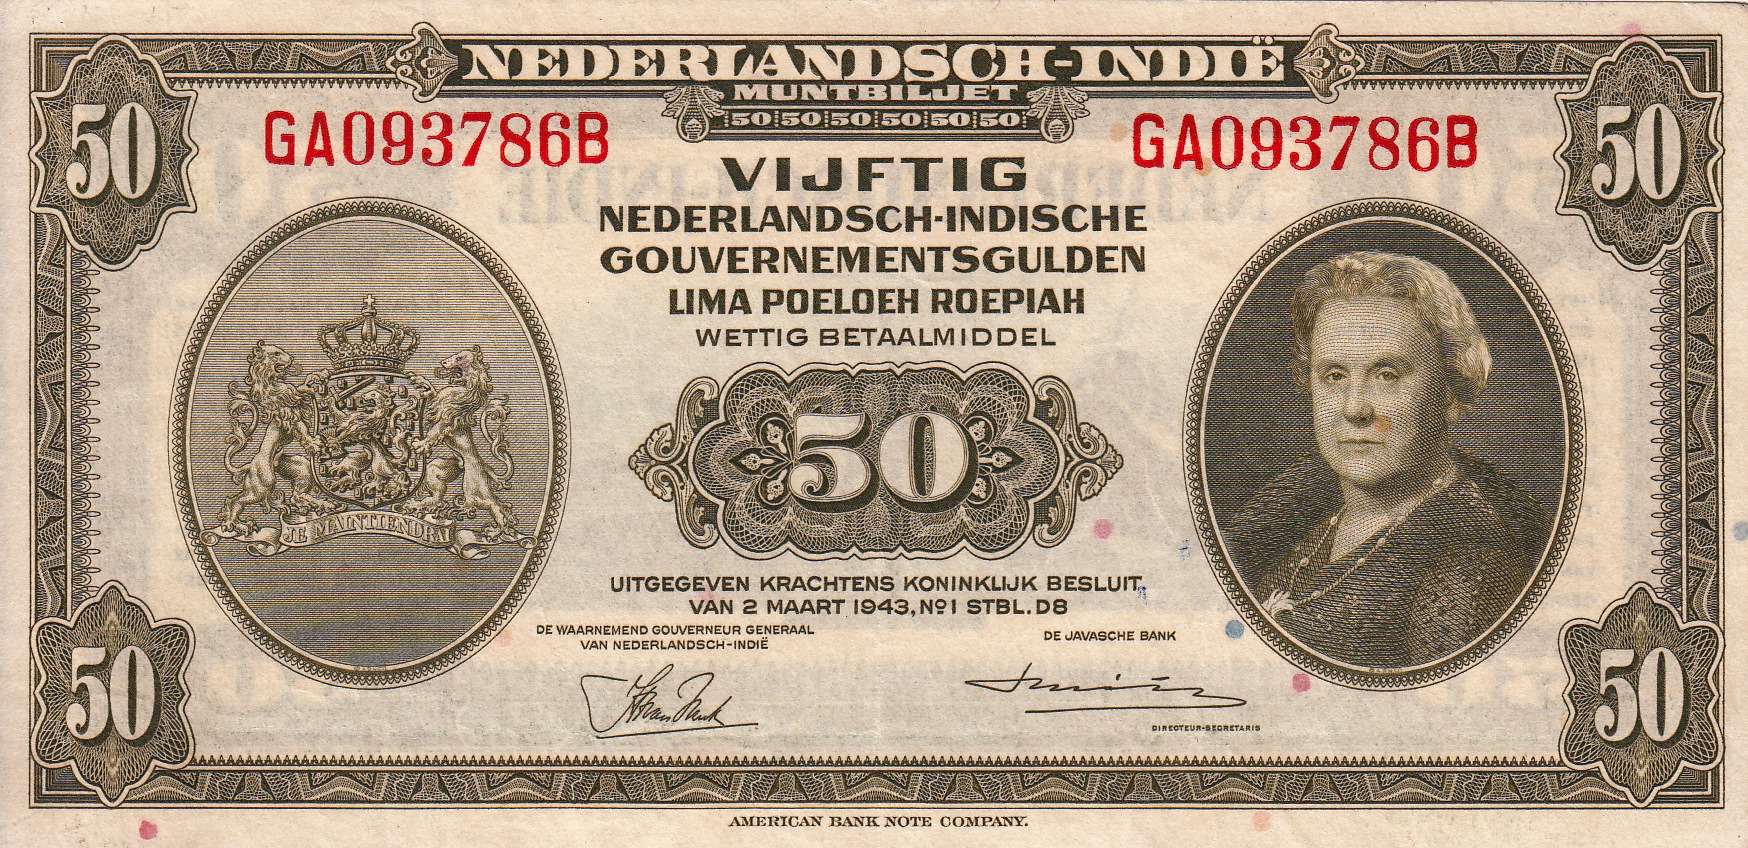 NEDERLANDSCH-INDIË
MUNTBILJET
50 50 50 50 50 50
50
50
GA093786B
GA093786B
VIJFTIG
NEDERLANDSCH-INDISCHE
GOUVERNEMENTSGULDEN
LIMA POELOEH ROEPIAH
WETTIG BETAALMIDDEL
50
JE MAINTIENDRAI
UITGEGEVEN KRACHTENS KONINKLIJK BESLUIT,
VAN 2 MAART 1943, Nº1 STBL. D8
DE WAARNEMEND GOUVERNEUR GENERAAL
VAN NEDERLANDSCH-INDIË
DE JAVASCHE BANK
DIRECTEUR-SECRETARIS
50
50
AMERICAN BANK NOTE COMPANY.